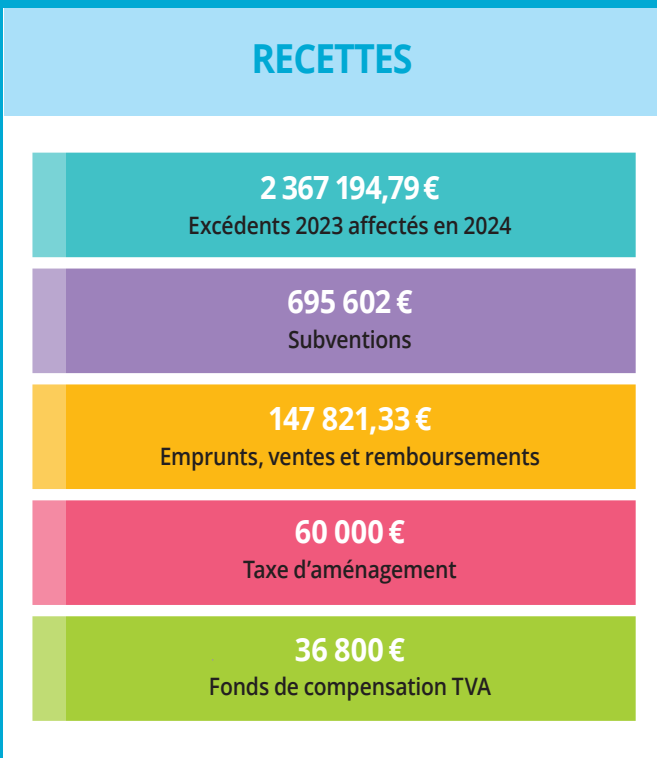 RECETTES
2 367 194,79 €
Excédents 2023 affectés en 2024
695 602 €
Subventions
147 821,33 €
Emprunts, ventes et remboursements
60 000 €
Taxe d’aménagement
36 800 €
Fonds de compensation TVA